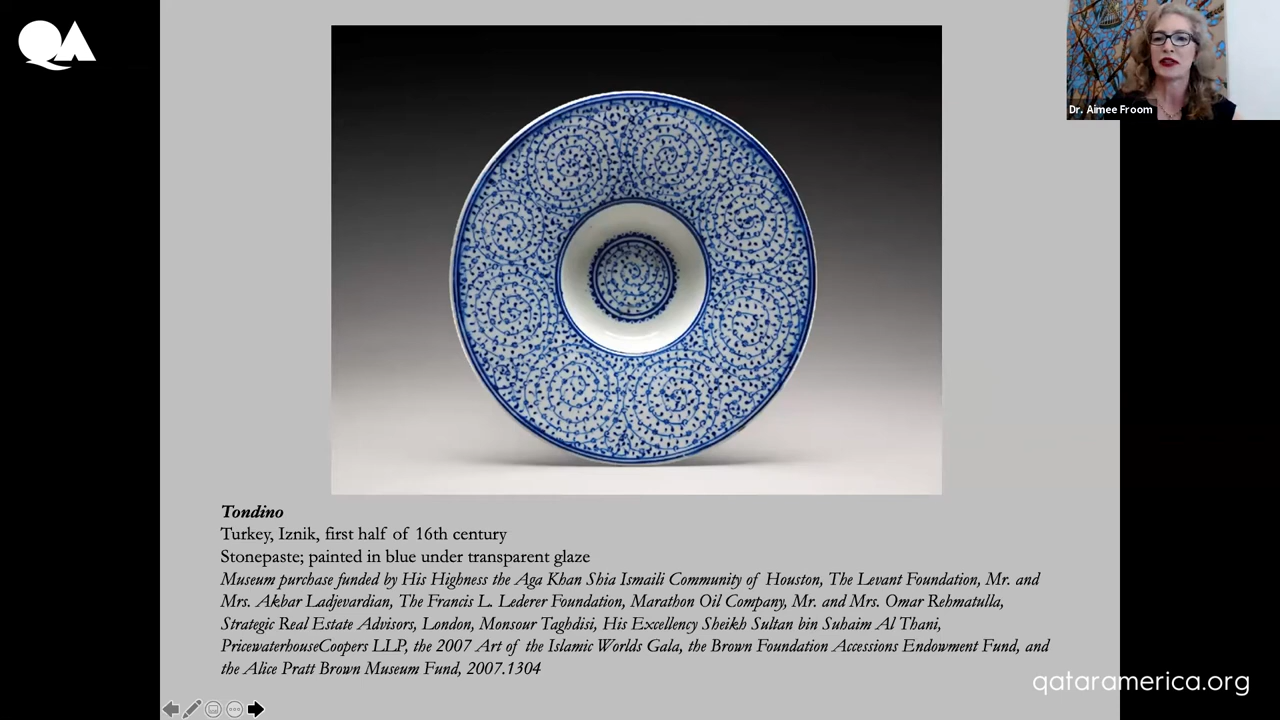 QA
Dr. Aimee Froom
Tondino
Turkey, Iznik, first half of 16th century
Stonepaste; painted in blue under transparent glaze
Museum purchase funded by His Highness the Aga Khan Shia Ismaili Community of Houston, The Levant Foundation, Mr. and
Mrs. Akbar Ladjevardian, The Francis L. Lederer Foundation, Marathon Oil Company, Mr. and Mrs. Omar Rehmatulla,
Strategic Real Estate Advisors, London, Monsour Taghdisi, His Excellency Sheikh Sultan bin Suhaim Al Thani,
PricewaterhouseCoopers LLP, the 2007 Art of the Islamic Worlds Gala, the Brown Foundation Accessions Endowment Fund, and
the Alice Pratt Brown Museum Fund, 2007.1304
qataramerica.org